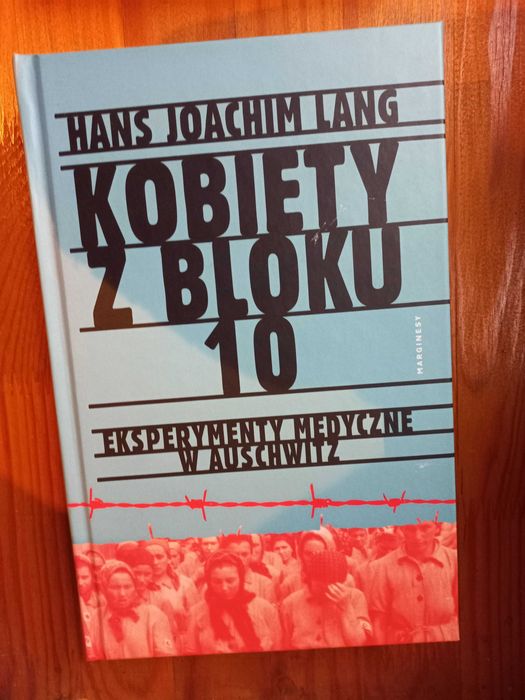 HANS JOACHIM LANG
KOBIETY
Z BLOKU
10
MARGINESY
EKSPERYMENTY MEDYCZNE
W AUSCHWITZ